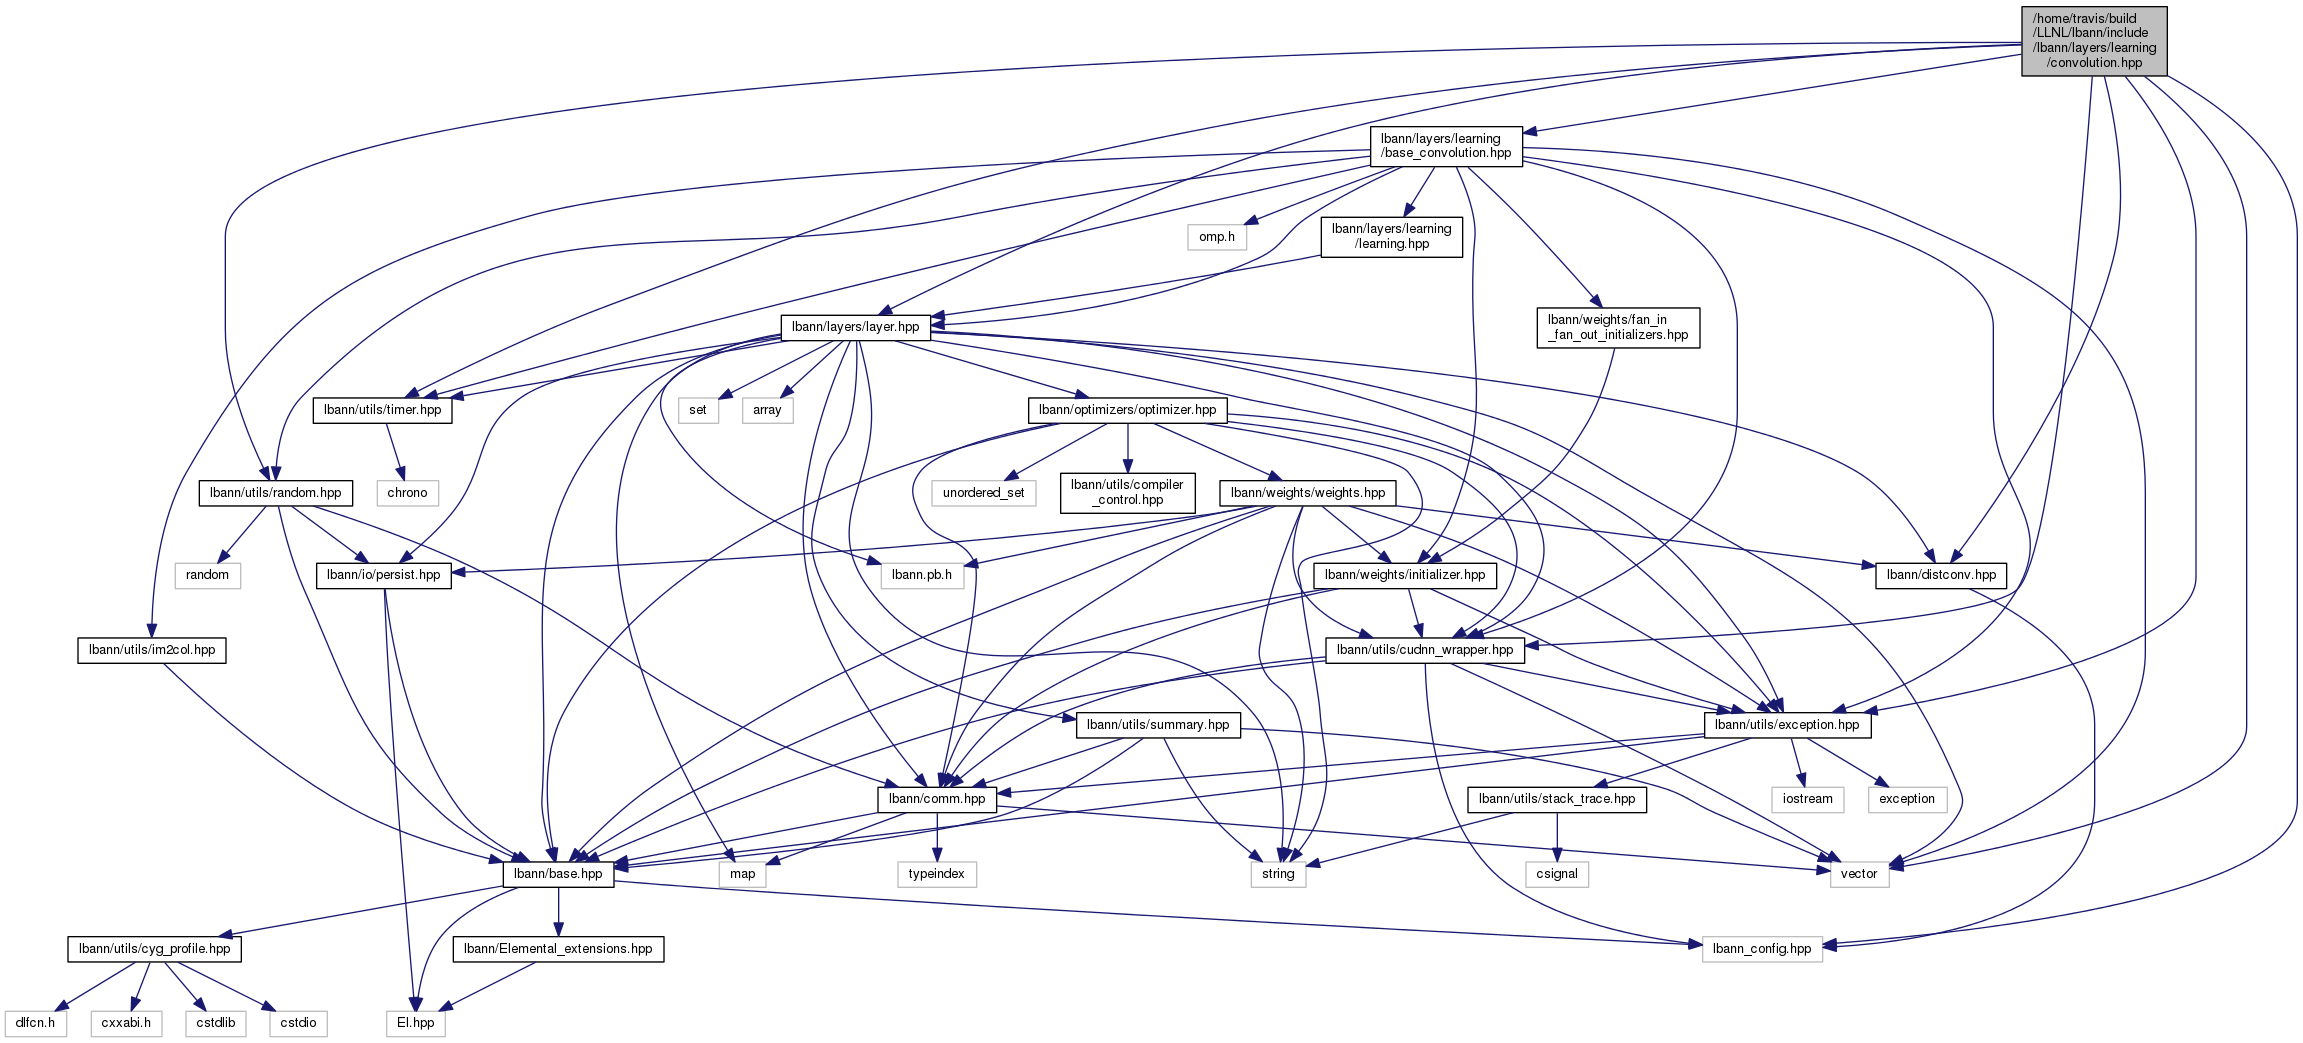 /home/travis/build
/LLNL/lbann/include
/lbann/layers/learning
/convolution.hpp
lbann/layers/learning
/base_convolution.hpp
omp.h
lbann/layers/learning
/learning.hpp
lbann/layers/layer.hpp
lbann/weights/fan_in
_fan_out_initializers.hpp
lbann/utils/timer.hpp
set
array
lbann/optimizers/optimizer.hpp
lbann/utils/random.hpp
chrono
unordered_set
lbann/utils/compiler
_control.hpp
lbann/weights/weights.hpp
random
lbann/io/persist.hpp
lbann.pb.h
lbann/weights/initializer.hpp
lbann/distconv.hpp
lbann/utils/im2col.hpp
lbann/utils/cudnn_wrapper.hpp
lbann/utils/summary.hpp
lbann/utils/exception.hpp
lbann/comm.hpp
lbann/utils/stack_trace.hpp
iostream
exception
lbann/base.hpp
map
typeindex
string
csignal
vector
lbann/utils/cyg_profile.hpp
lbann/Elemental_extensions.hpp
lbann_config.hpp
dlfcn.h
cxxabi.h
cstdlib
cstdio
El.hpp